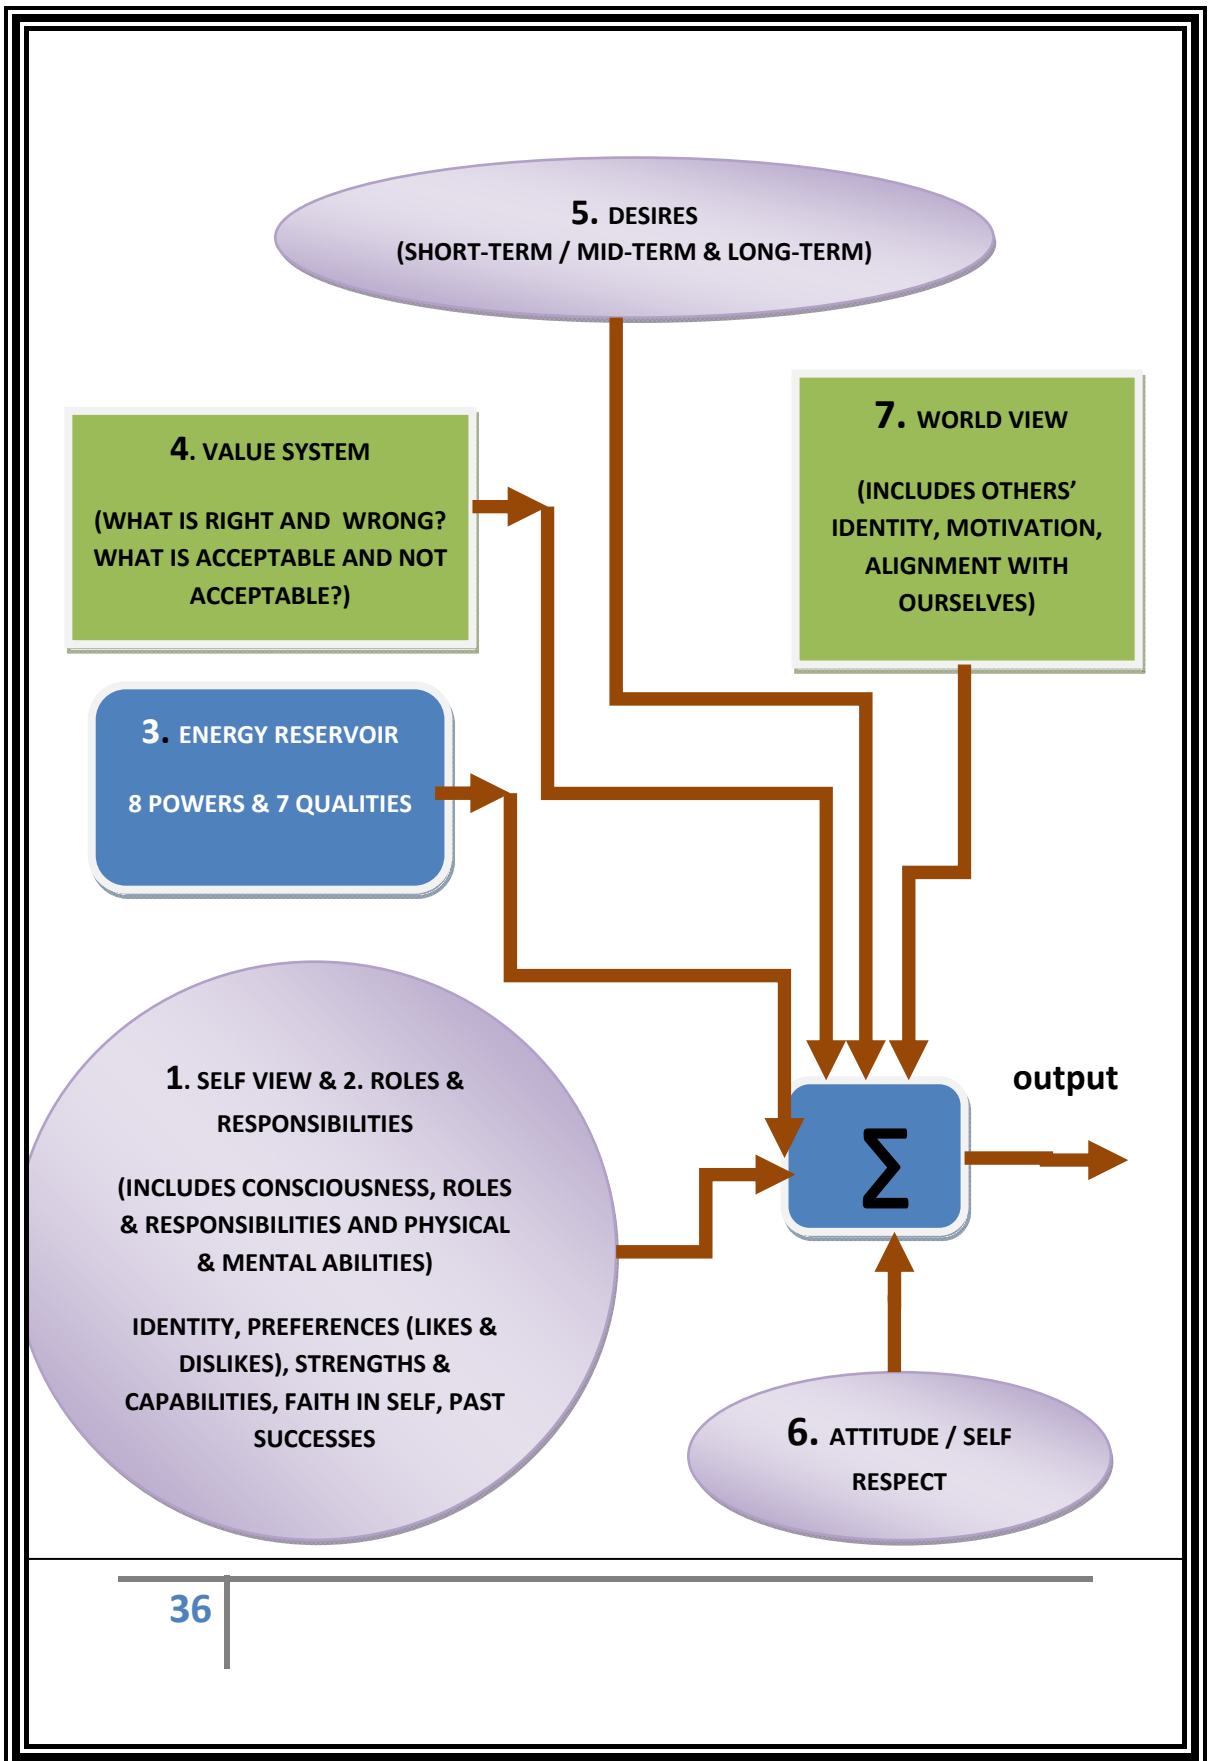 5. DESIRES
(SHORT-TERM / MID-TERM & LONG-TERM)
7. WORLD VIEW
(INCLUDES OTHERS’
IDENTITY, MOTIVATION,
ALIGNMENT WITH
OURSELVES)
4. VALUE SYSTEM
(WHAT IS RIGHT AND WRONG?
WHAT IS ACCEPTABLE AND NOT
ACCEPTABLE?)
3. ENERGY RESERVOIR
8 POWERS & 7 QUALITIES
1. SELF VIEW & 2. ROLES &
RESPONSIBILITIES
(INCLUDES CONSCIOUSNESS, ROLES
& RESPONSIBILITIES AND PHYSICAL
& MENTAL ABILITIES)
IDENTITY, PREFERENCES (LIKES &
DISLIKES), STRENGTHS &
CAPABILITIES, FAITH IN SELF, PAST
SUCCESSES
∑
output
6. ATTITUDE / SELF
RESPECT
36